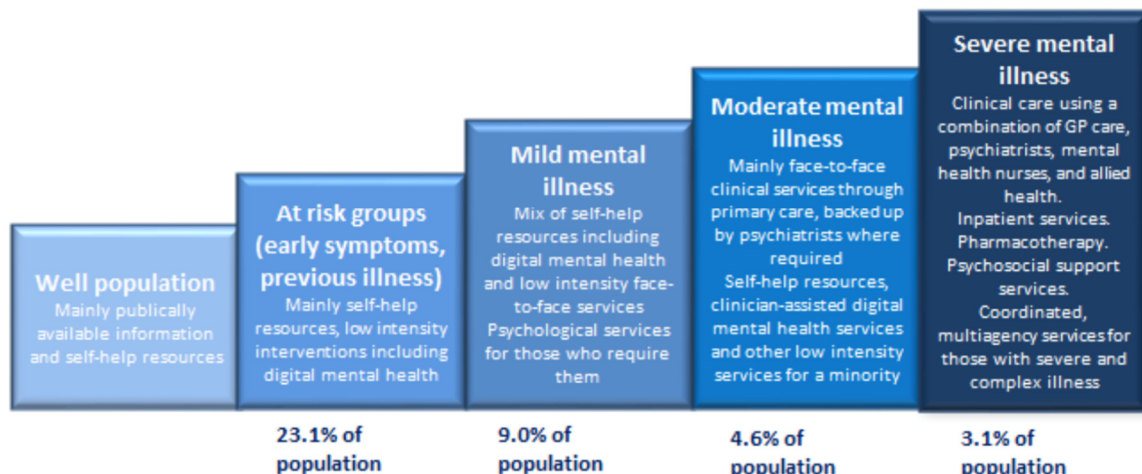 Well population
Mainly publically
available information
and self-help resources
At risk groups
(early symptoms,
previous illness)
Mainly self-help
resources, low intensity
interventions including
digital mental health
Mild mental
illness
Mix of self-help
resources including
digital mental health
and low intensity face-
to-face services
Psychological services
for those who require
them
Moderate mental
illness
Mainly face-to-face
clinical services through
primary care, backed up
by psychiatrists where
required
Self-help resources,
clinician-assisted digital
mental health services
and other low intensity
services for a minority
Severe mental
illness
Clinical care using a
combination of GP care,
psychiatrists, mental
health nurses, and allied
health.
Inpatient services.
Pharmacotherapy.
Psychosocial support
services.
Coordinated,
multiagency services for
those with severe and
complex illness
23.1% of
population
9.0% of
population
4.6% of
population
3.1% of
population